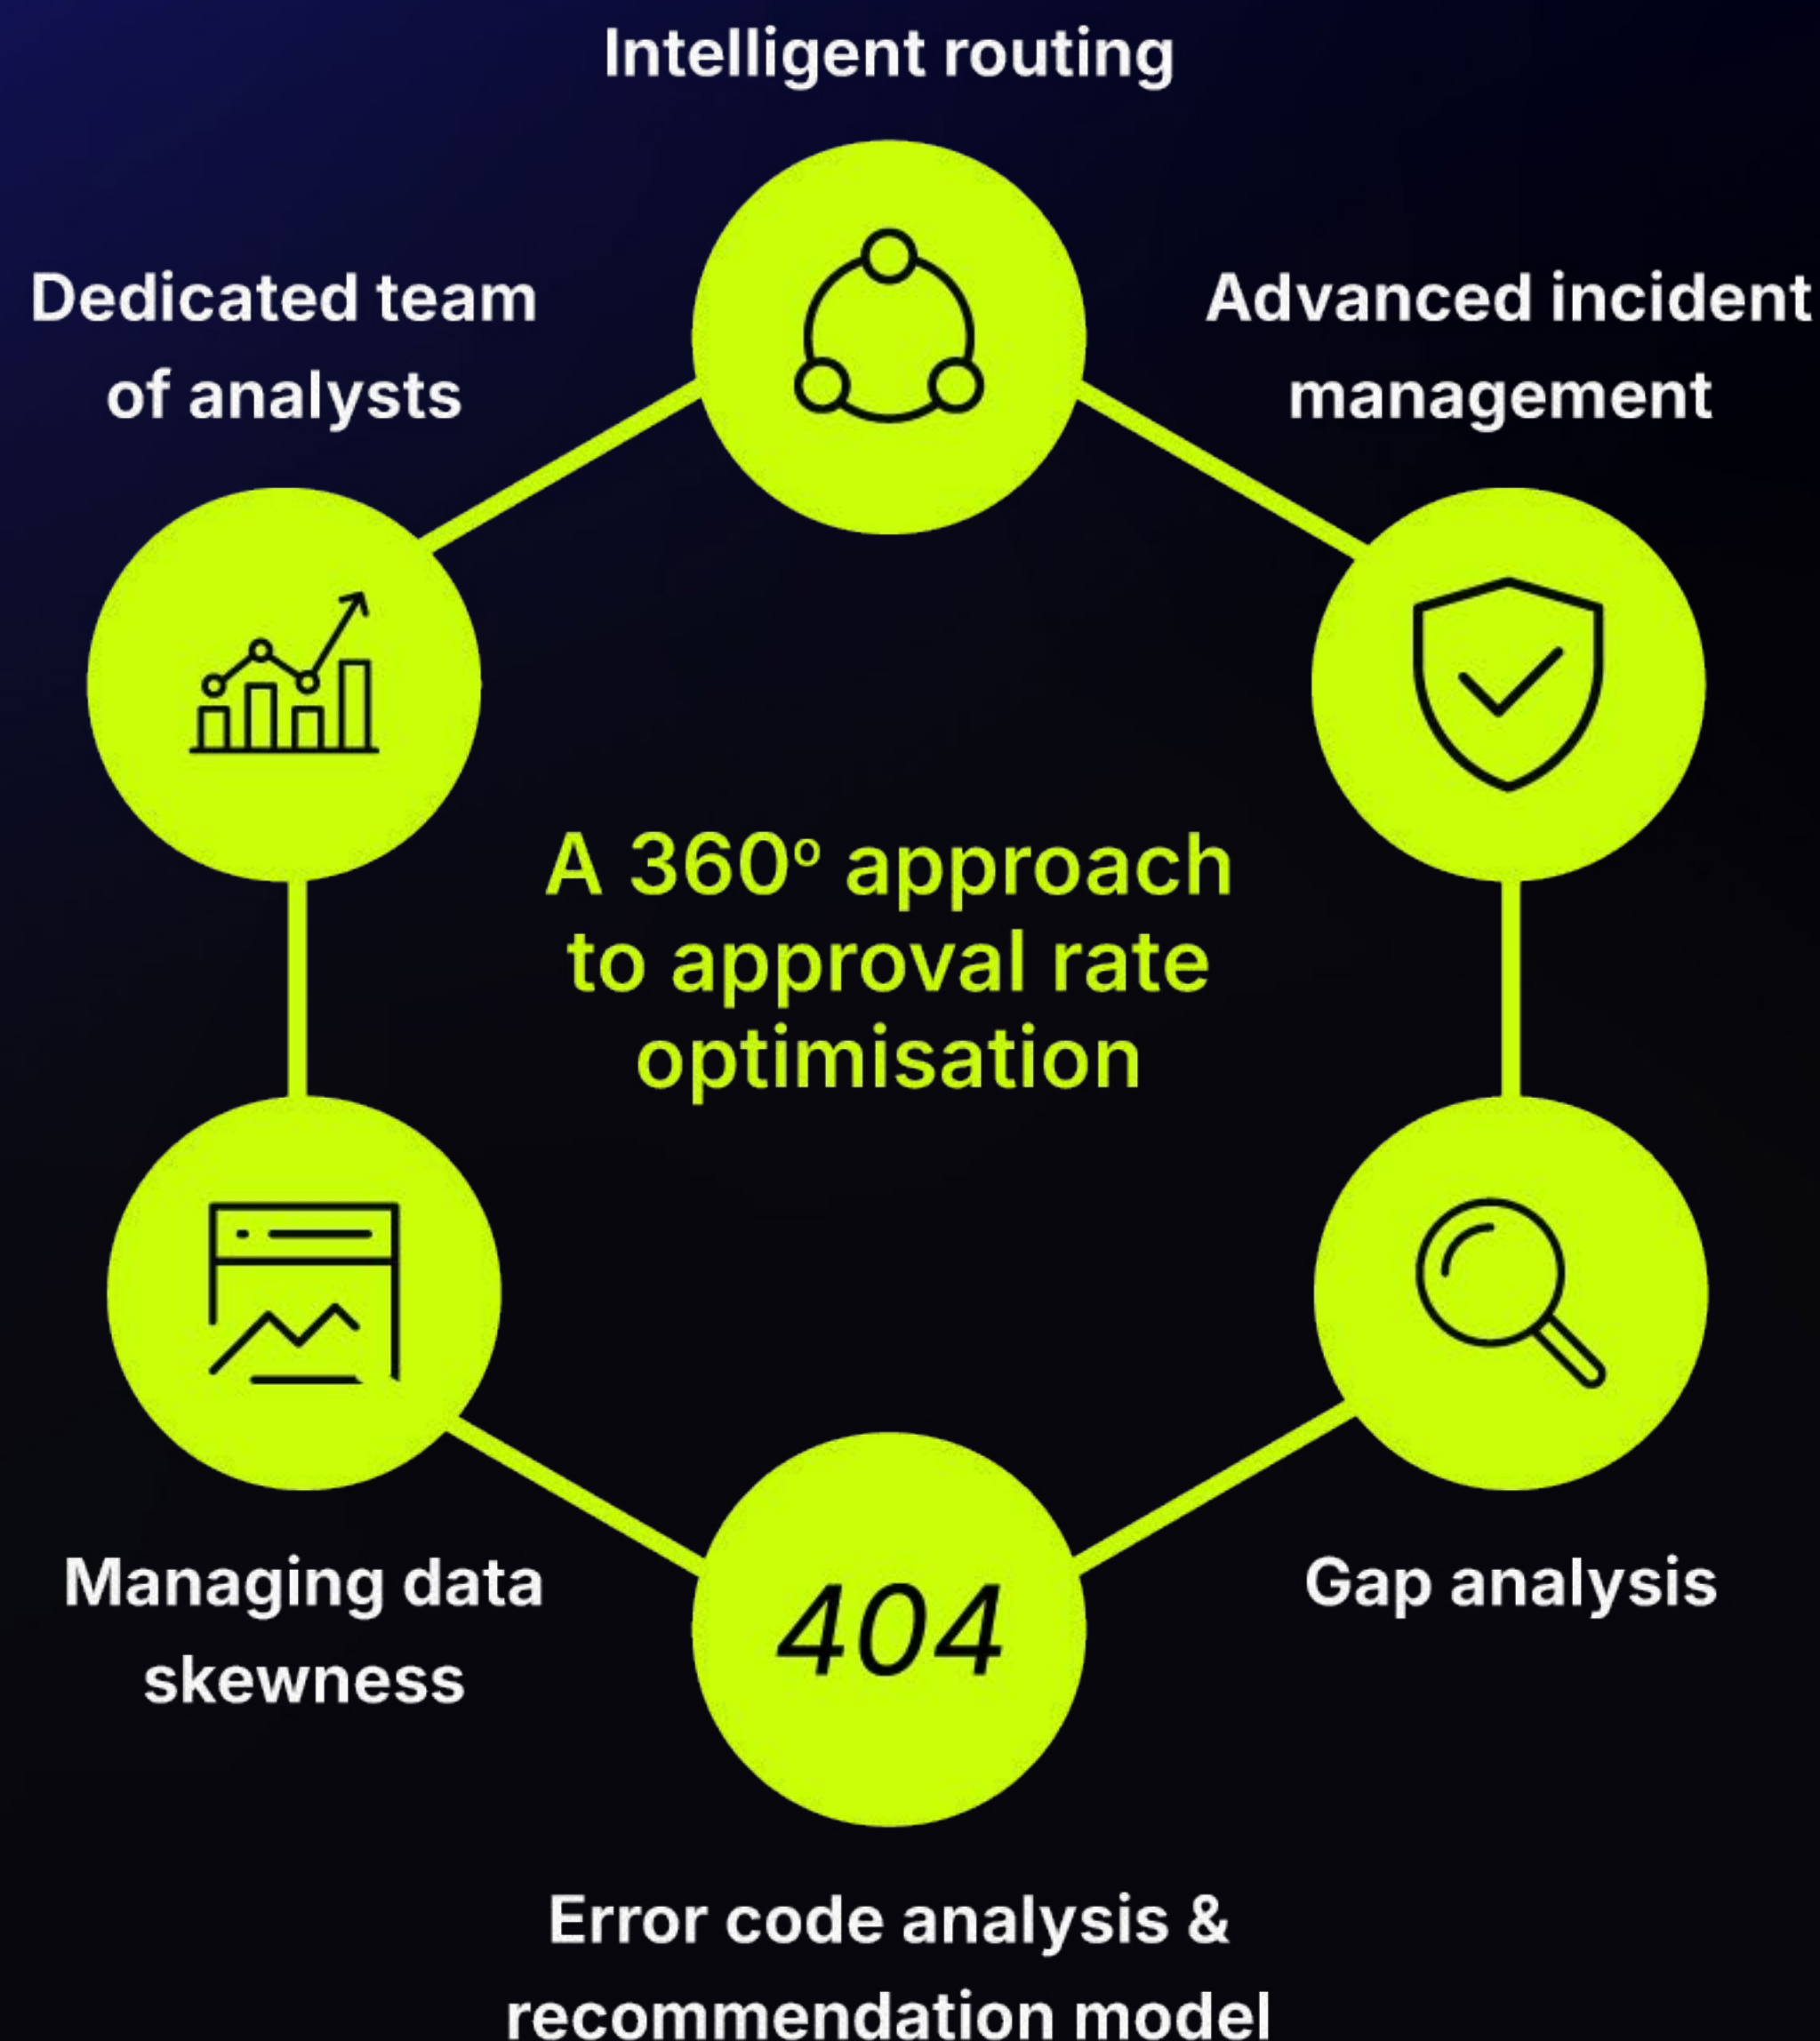 Intelligent routing
Dedicated team
of analysts
Advanced incident
management
A 360º approach
to approval rate
optimisation
Managing data
skewness
Gap analysis
404
Error code analysis &
recommendation model